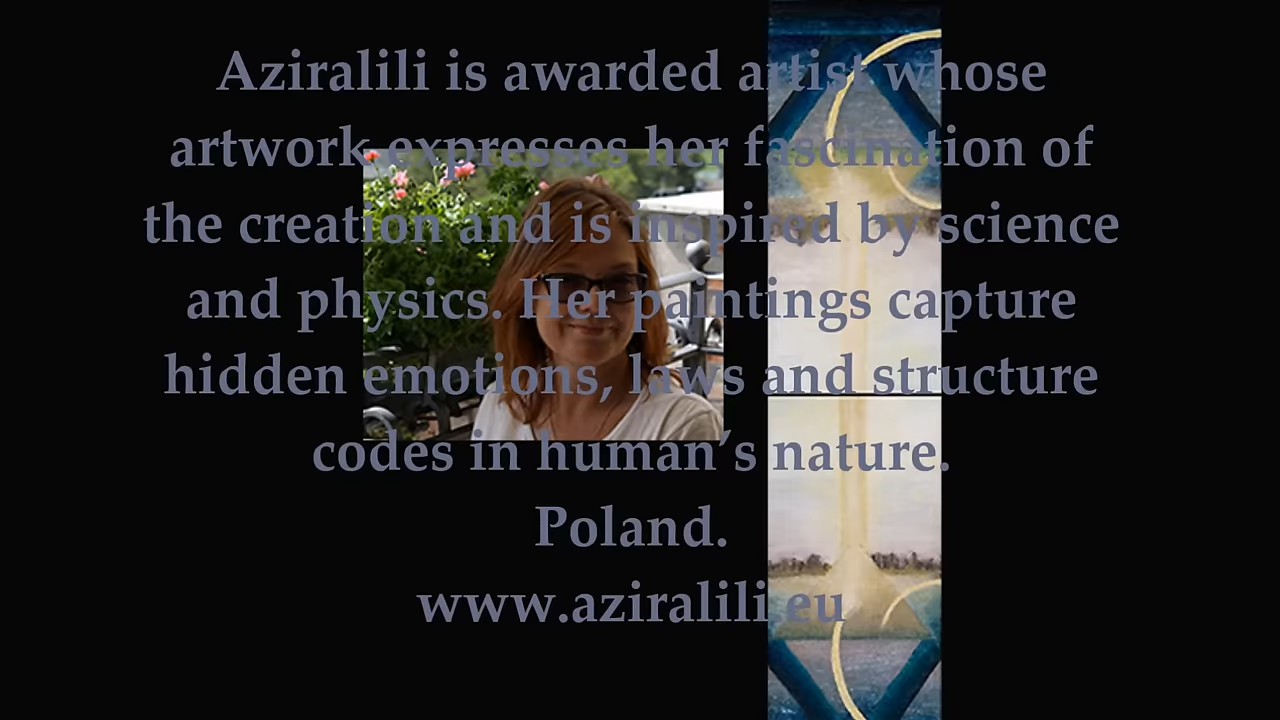 Aziralili is awarded artist whose
artwork expresses her fascination of
the creation and is inspired by science
and physics. Her paintings capture
hidden emotions, laws and structure
codes in human’s nature.
Poland.
www.aziralili.eu